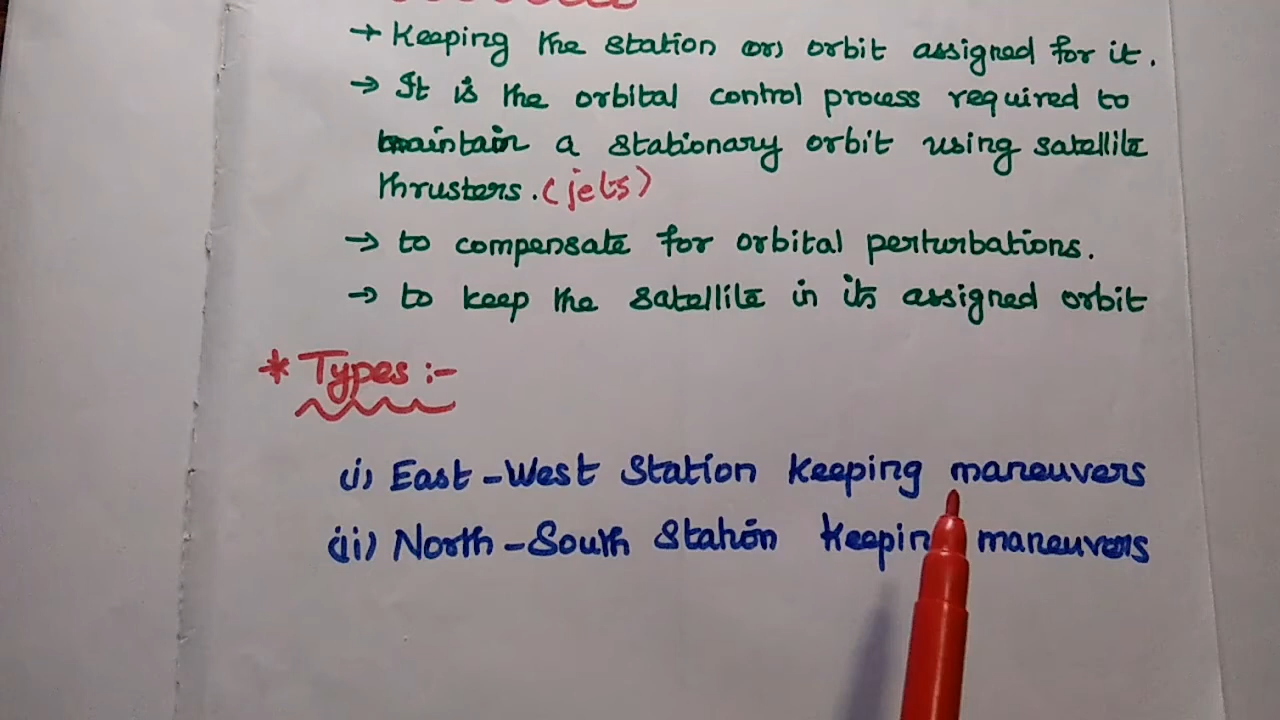 → Keeping the station (or) orbit assigned for it.
→ It is the orbital control process required to
maintain a stationary orbit using satellite
thrusters. (jets)
→ to compensate for orbital perturbations.
→ to keep the satellite in its assigned orbit
* Types :-
(i) East-West Station Keeping maneuvers
(ii) North-South Station Keeping maneuvers